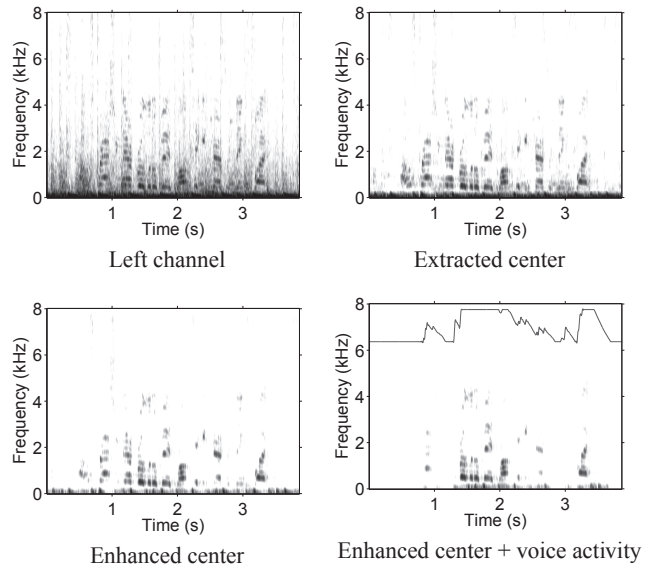 8
6
4
2
0
Frequency (kHz)
1 2 3
Time (s)
Left channel
8
6
4
2
0
Frequency (kHz)
1 2 3
Time (s)
Extracted center
8
6
4
2
0
Frequency (kHz)
1 2 3
Time (s)
Enhanced center
8
6
4
2
0
Frequency (kHz)
1 2 3
Time (s)
Enhanced center + voice activity